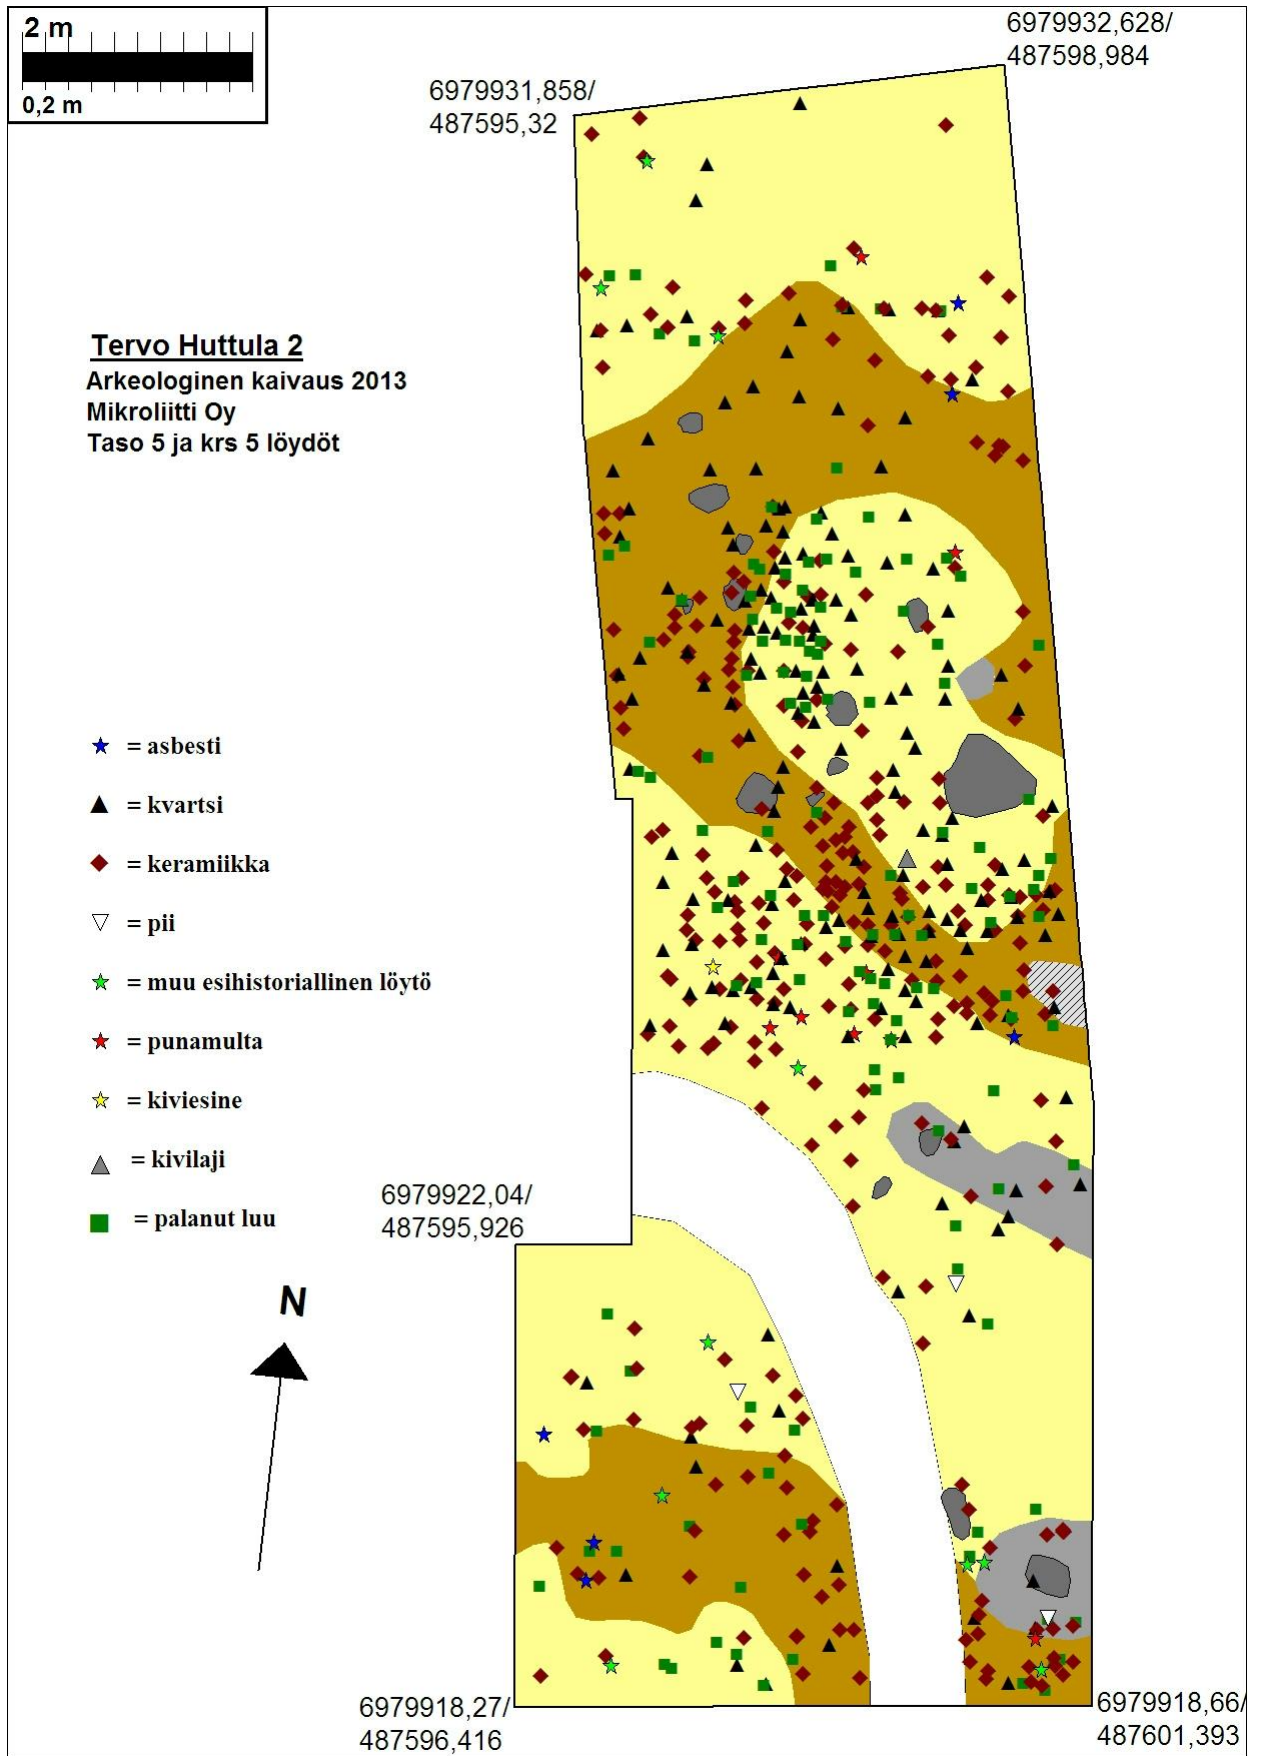 2 m
0,2 m
6979932,628/
487598,984
6979931,858/
487595,32
Tervo Huttula 2
Arkeologinen kaivaus 2013
Mikroliitti Oy
Taso 5 ja krs 5 löydöt
= asbesti
= kvartsi
= keramiikka
= pii
= muu esihistoriallinen löytö
= punamulta
= kiviesine
= kivilaji
= palanut luu
6979922,04/
487595,926
N
6979918,27/
487596,416
6979918,66/
487601,393